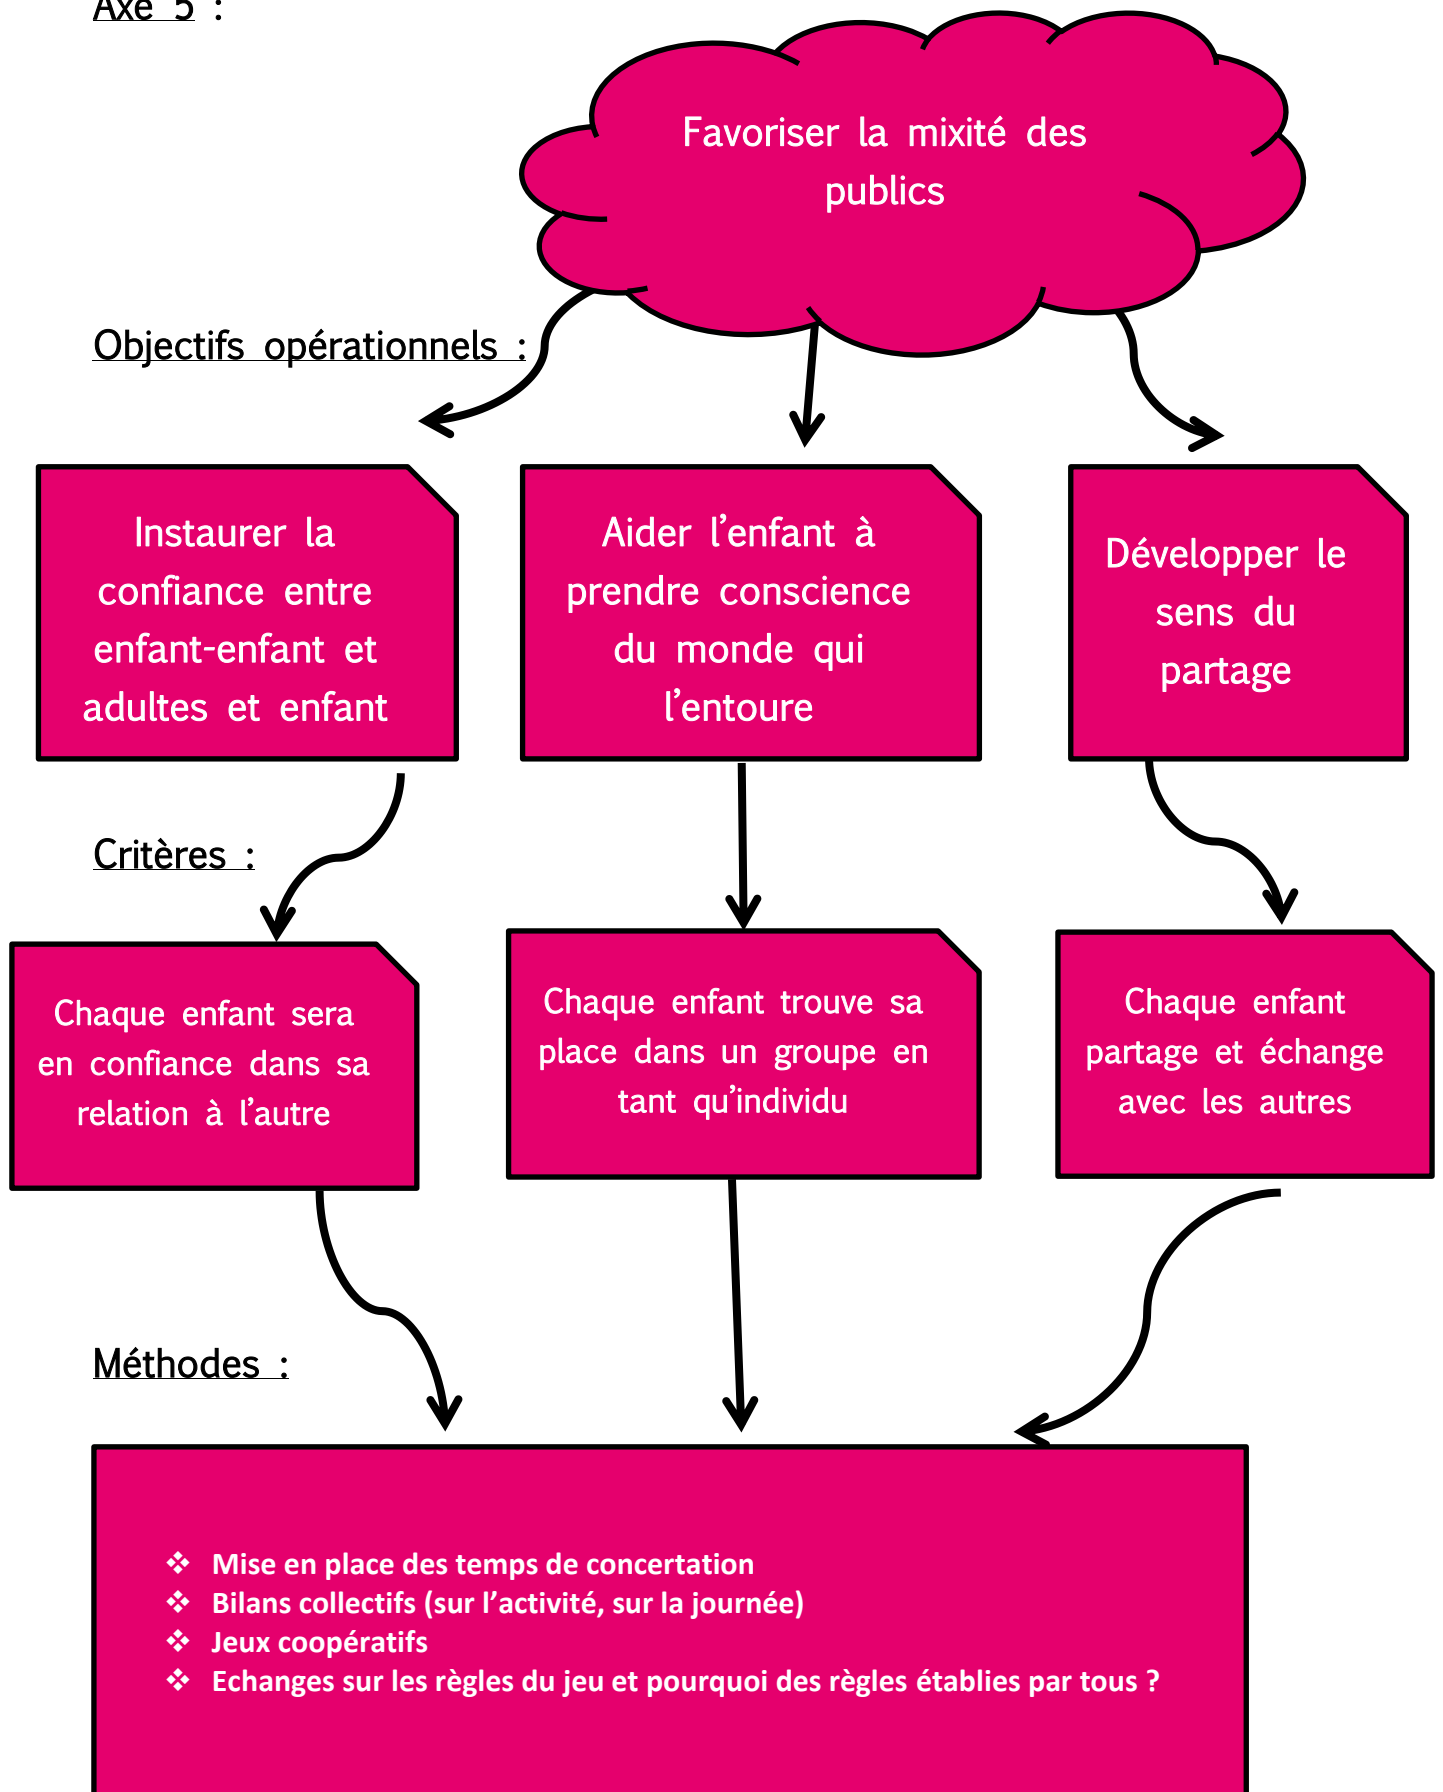 Axe 5 :
Favoriser la mixité des
publics
Objectifs opérationnels :
Instaurer la
confiance entre
enfant-enfant et
adultes et enfant
Aider l’enfant à
prendre conscience
du monde qui
l’entoure
Développer le
sens du
partage
Critères :
Chaque enfant sera
en confiance dans sa
relation à l’autre
Chaque enfant trouve sa
place dans un groupe en
tant qu’individu
Chaque enfant
partage et échange
avec les autres
Méthodes :
❖ Mise en place des temps de concertation
❖ Bilans collectifs (sur l’activité, sur la journée)
❖ Jeux coopératifs
❖ Echanges sur les règles du jeu et pourquoi des règles établies par tous ?